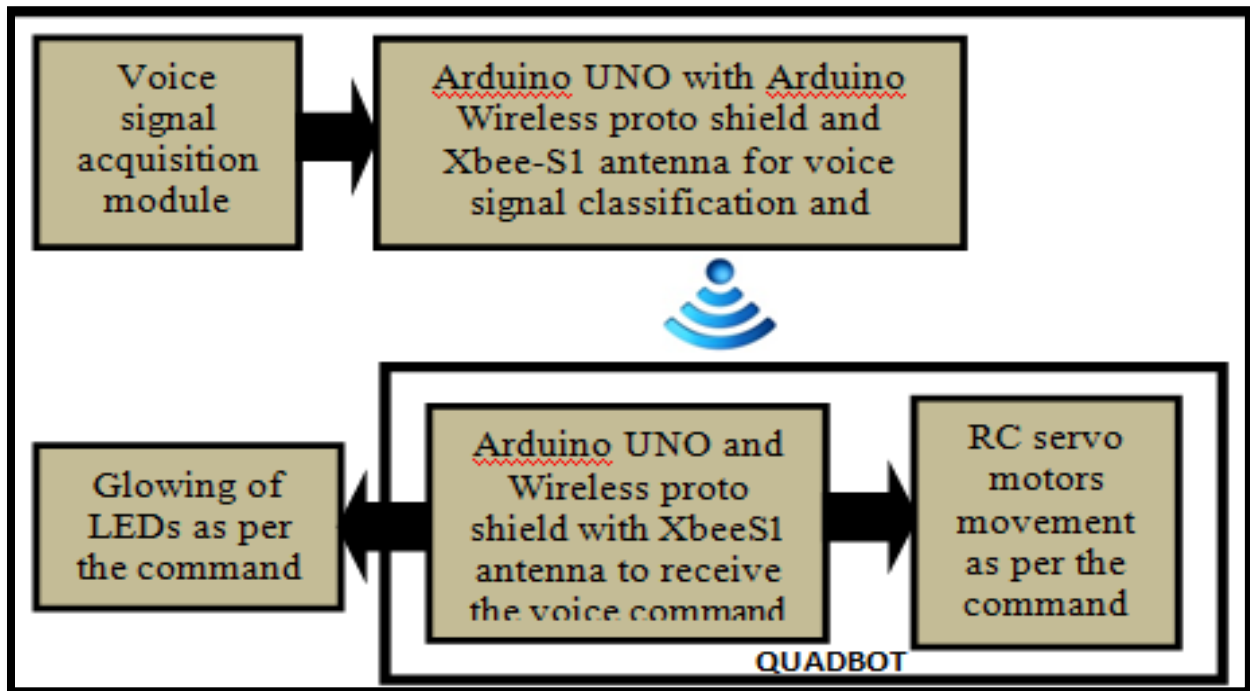 Voice
signal
acquisition
module
Arduino UNO with Arduino
Wireless proto shield and
Xbee-S1 antenna for voice
signal classification and
Arduino UNO and
Wireless proto
shield with XbeeS1
antenna to receive
the voice command
RC servo
motors
movement
as per the
command
Glowing of
LEDs as per
the command
QUADBOT